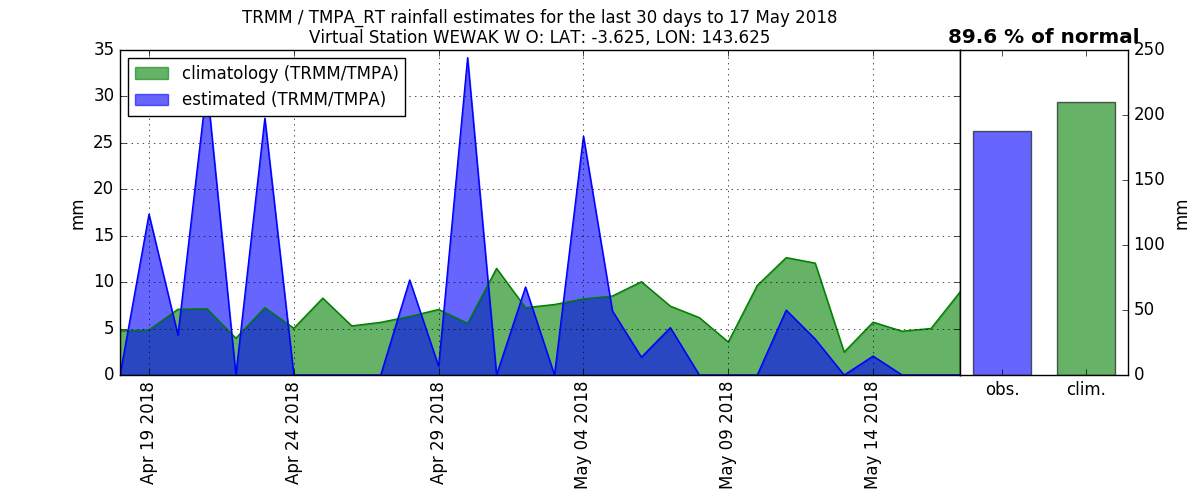 TRMM / TMPA_RT rainfall estimates for the last 30 days to 17 May 2018
Virtual Station WEWAK W O: LAT: -3.625, LON: 143.625
89.6 % of normal
climatology (TRMM/TMPA)
estimated (TRMM/TMPA)
35
30
25
20
15
10
5
0
mm
Apr 19 2018
Apr 24 2018
Apr 29 2018
May 04 2018
May 09 2018
May 14 2018
obs.
clim.
250
200
150
100
50
0
mm